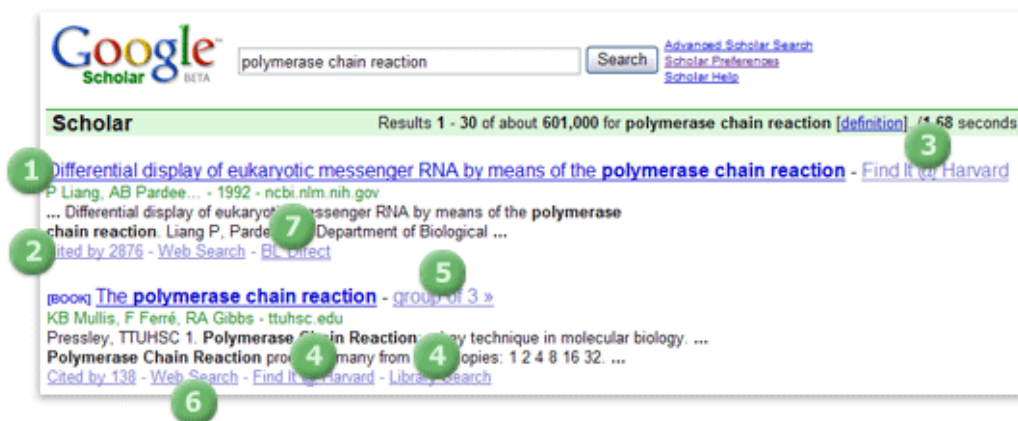 Google
Scholar BETA
polymerase chain reaction
Search
Advanced Scholar Search
Scholar Preferences
Scholar Help
Scholar
Results 1 - 30 of about 601,000 for polymerase chain reaction [definition]. (1.68 seconds
3
1 Differential display of eukaryotic messenger RNA by means of the polymerase chain reaction - Find It @ Harvard
P Liang, AB Pardee... - 1992 - ncbi.nlm.nih.gov
... Differential display of eukaryotic messenger RNA by means of the polymerase
7
chain reaction. Liang P, Pardee Department of Biological ...
2 Cited by 2876 - Web Search - BL Direct
5
[BOOK] The polymerase chain reaction - group of 3 »
KB Mullis, F Ferré, RA Gibbs - ttuhsc.edu
Pressley, TTUHSC 1. Polymerase Chain Reaction: key technique in molecular biology. ...
4 4
Polymerase Chain Reaction many from copies: 1 2 4 8 16 32. ...
Cited by 138 - Web Search - Find It @ Harvard - Library Search
6